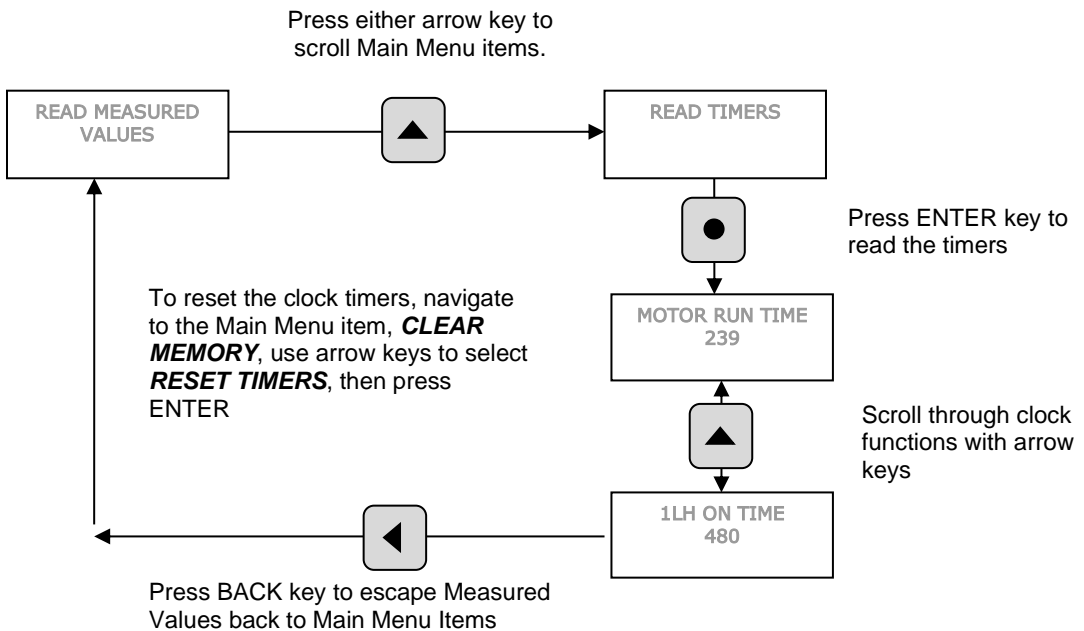 Press either arrow key to
scroll Main Menu items.
READ MEASURED
VALUES
READ TIMERS
Press ENTER key to
read the timers
To reset the clock timers, navigate
to the Main Menu item, CLEAR
MEMORY, use arrow keys to select
RESET TIMERS, then press
ENTER
MOTOR RUN TIME
239
Scroll through clock
functions with arrow
keys
1LH ON TIME
480
Press BACK key to escape Measured
Values back to Main Menu Items